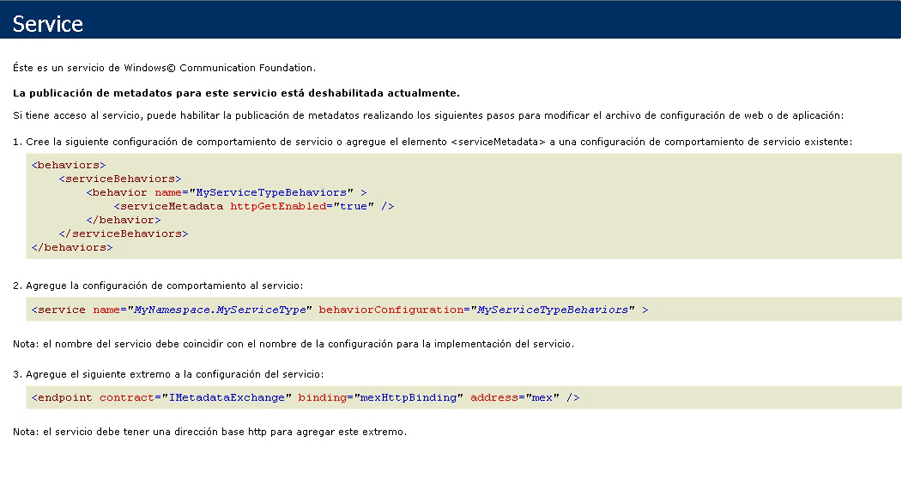 Service
Éste es un servicio de Windows© Communication Foundation.
La publicación de metadatos para este servicio está deshabilitada actualmente.
Si tiene acceso al servicio, puede habilitar la publicación de metadatos realizando los siguientes pasos para modificar el archivo de configuración de web o de aplicación:
1. Cree la siguiente configuración de comportamiento de servicio o agregue el elemento <serviceMetadata> a una configuración de comportamiento de servicio existente:
<behaviors>
<serviceBehaviors>
<behavior name="MyServiceTypeBehaviors" >
<serviceMetadata httpGetEnabled="true" />
</behavior>
</serviceBehaviors>
</behaviors>
2. Agregue la configuración de comportamiento al servicio:
<service name="MyNamespace.MyServiceType" behaviorConfiguration="MyServiceTypeBehaviors" >
Nota: el nombre del servicio debe coincidir con el nombre de la configuración para la implementación del servicio.
3. Agregue el siguiente extremo a la configuración del servicio:
<endpoint contract="IMetadataExchange" binding="mexHttpBinding" address="mex" />
Nota: el servicio debe tener una dirección base http para agregar este extremo.